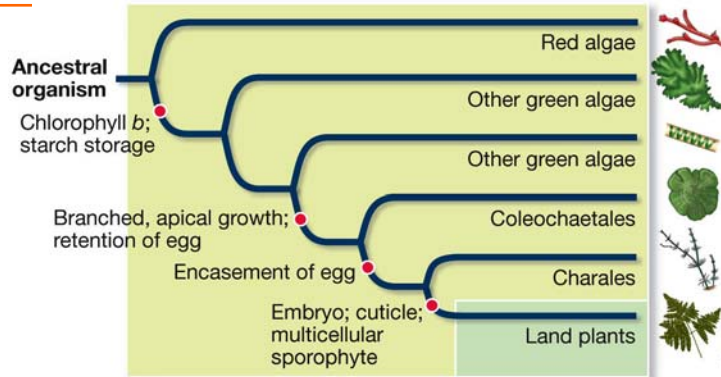 Red algae
Ancestral
organism
Other green algae
Chlorophyll b;
starch storage
Other green algae
Branched, apical growth;
retention of egg
Coleochaetales
Encasement of egg
Charales
Embryo; cuticle;
multicellular
sporophyte
Land plants